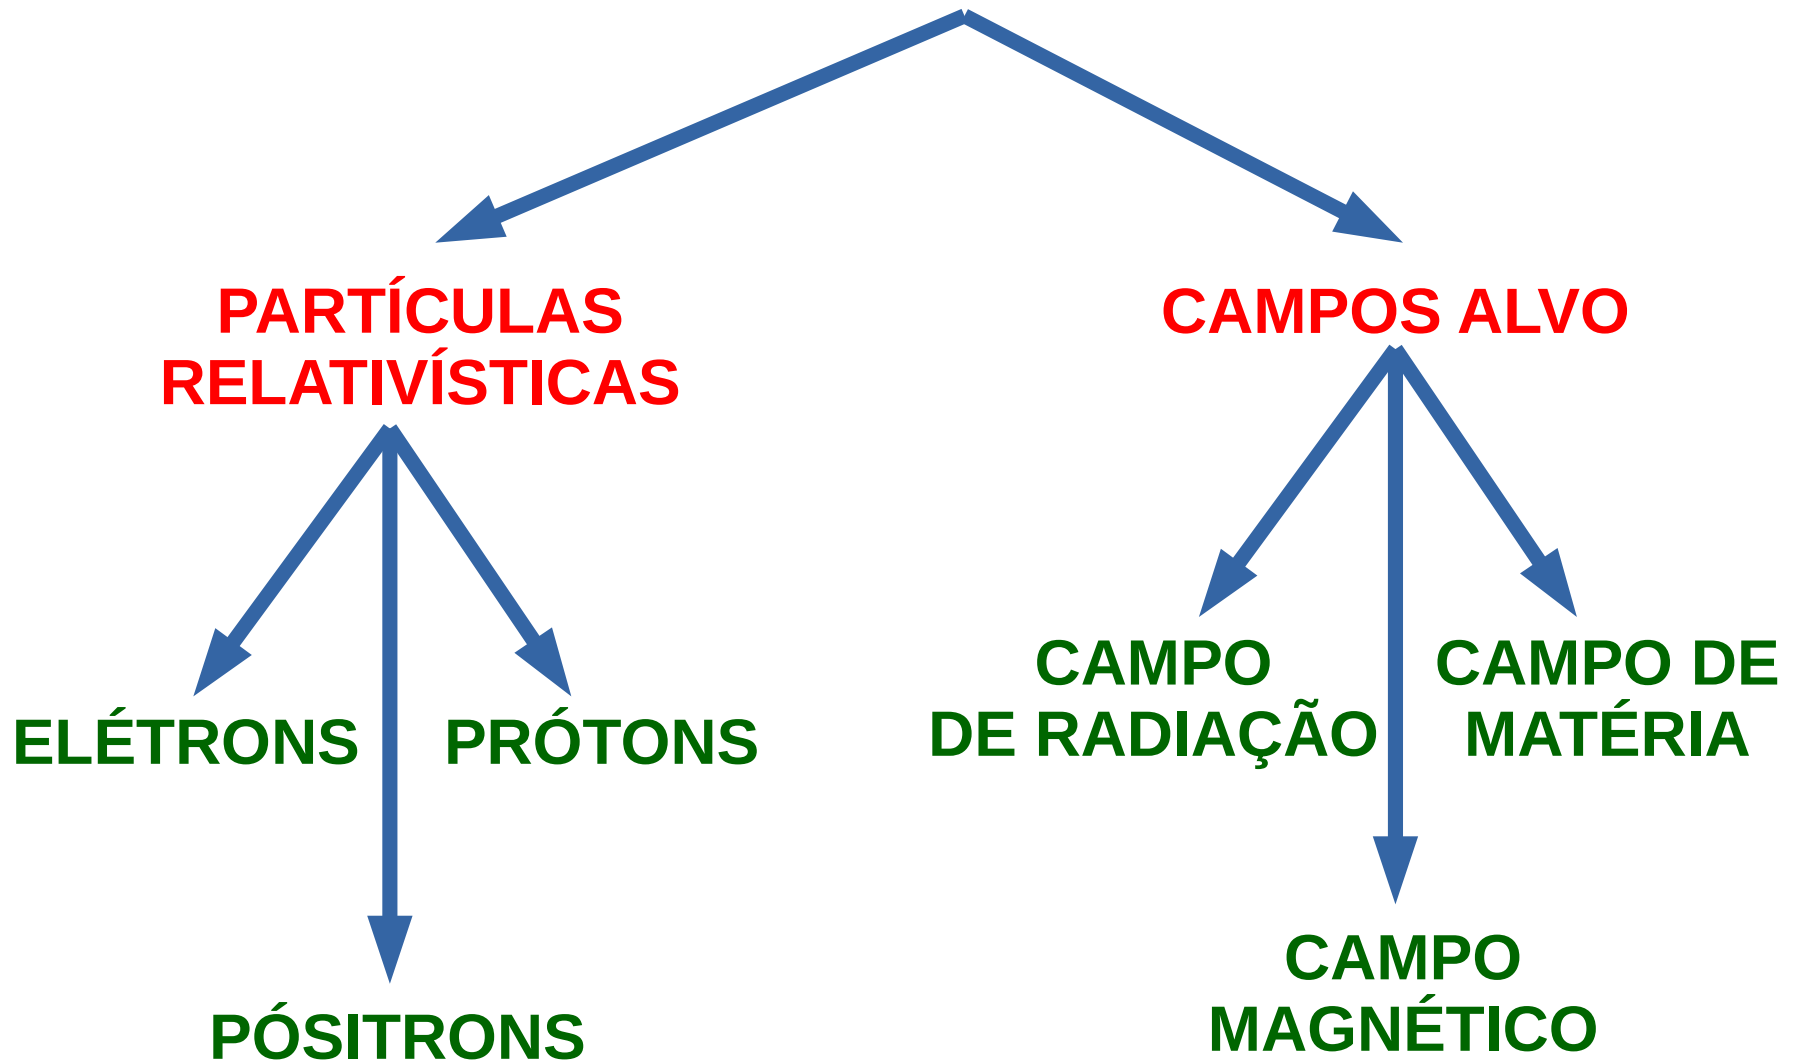 PARTÍCULAS
RELATIVÍSTICAS
CAMPOS ALVO
ELÉTRONS
PRÓTONS
PÓSITRONS
CAMPO
DE RADIAÇÃO
CAMPO DE
MATÉRIA
CAMPO
MAGNÉTICO